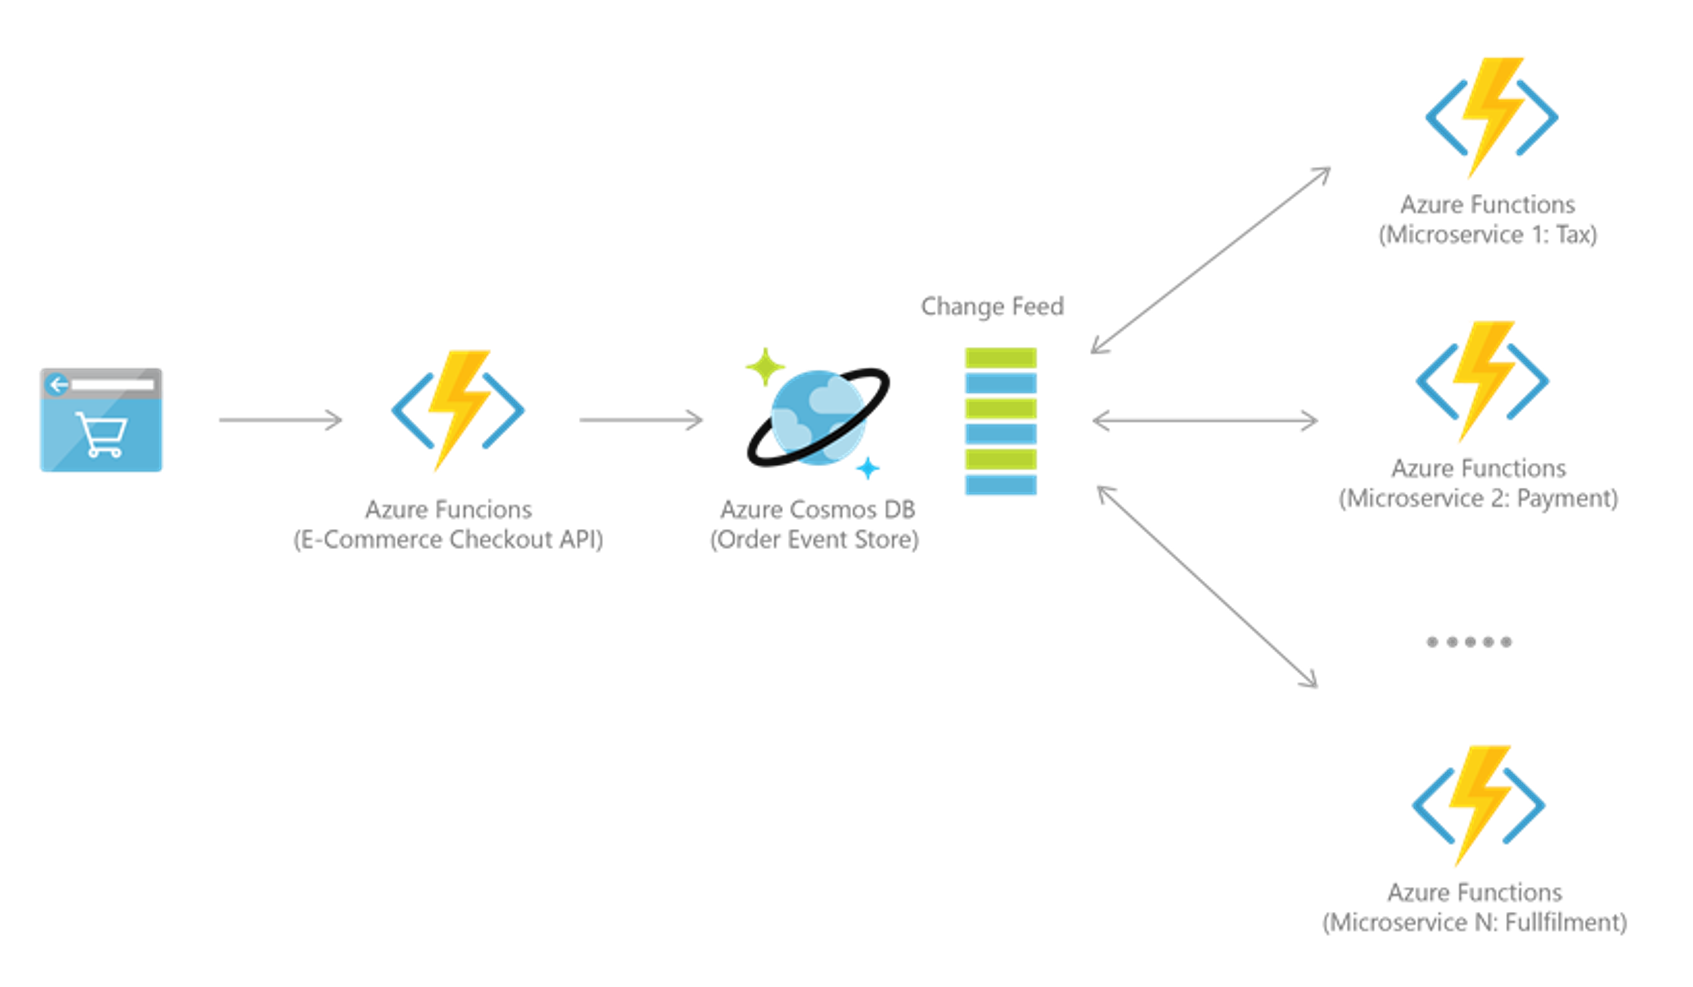 Azure Funcions
(E-Commerce Checkout API)
Azure Cosmos DB
(Order Event Store)
Change Feed
Azure Functions
(Microservice 1: Tax)
Azure Functions
(Microservice 2: Payment)
Azure Functions
(Microservice N: Fullfilment)